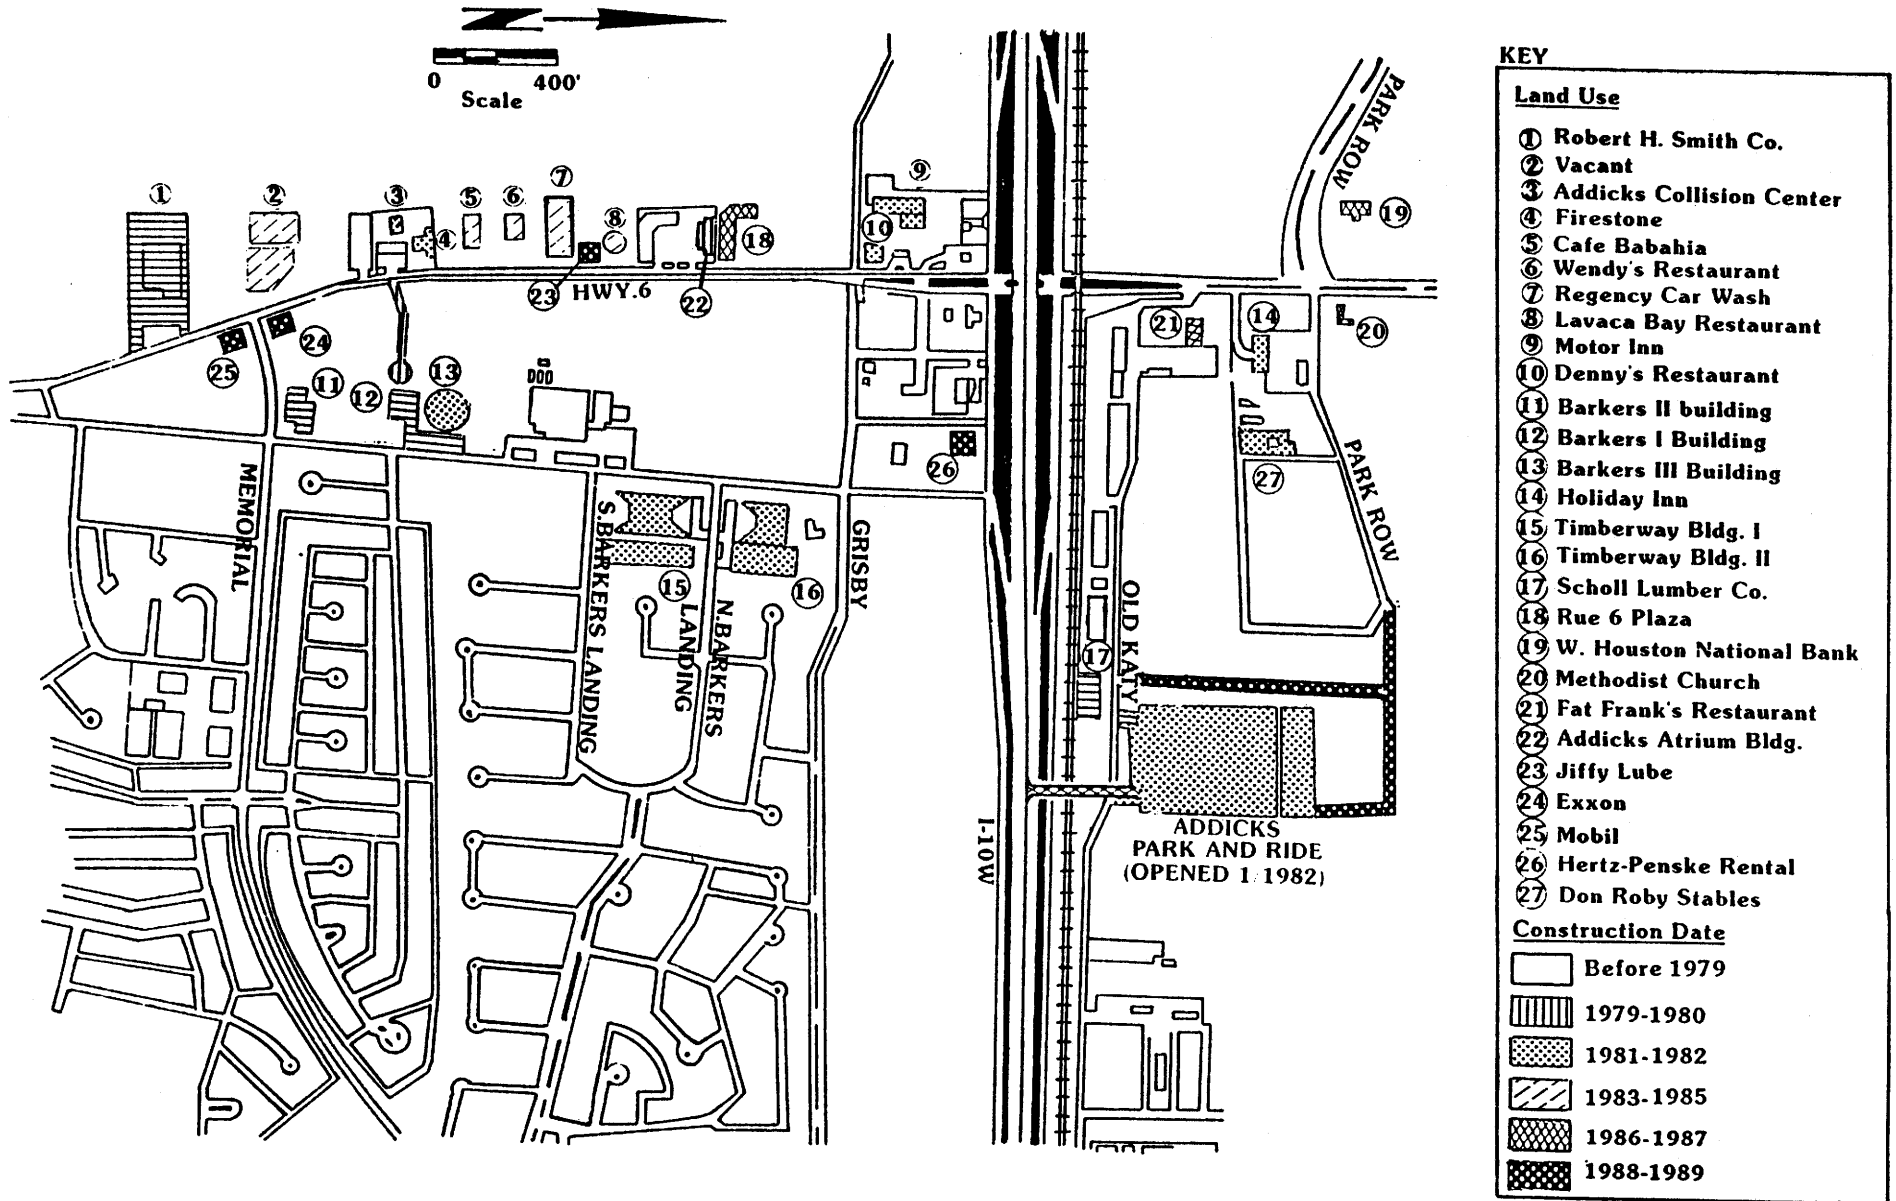 N
0 400'
Scale
PARK ROW
1
2
3
4
5
6
7
8
9
10
18
19
23
HWY.6
22
24
25
11
12
13
21
14
20
26
27
PARK ROW
MEMORIAL
S.BARKERS LANDING
15
N.BARKERS
LANDING
16
GRISBY
OLD KATY
17
I-10W
ADDICKS
PARK AND RIDE
(OPENED 1/1982)
KEY
Land Use
1 Robert H. Smith Co.
2 Vacant
3 Addicks Collision Center
4 Firestone
5 Cafe Babahia
6 Wendy's Restaurant
7 Regency Car Wash
8 Lavaca Bay Restaurant
9 Motor Inn
10 Denny's Restaurant
11 Barkers II building
12 Barkers I Building
13 Barkers III Building
14 Holiday Inn
15 Timberway Bldg. I
16 Timberway Bldg. II
17 Scholl Lumber Co.
18 Rue 6 Plaza
19 W. Houston National Bank
20 Methodist Church
21 Fat Frank's Restaurant
22 Addicks Atrium Bldg.
23 Jiffy Lube
24 Exxon
25 Mobil
26 Hertz-Penske Rental
27 Don Roby Stables
Construction Date
Before 1979
1979-1980
1981-1982
1983-1985
1986-1987
1988-1989